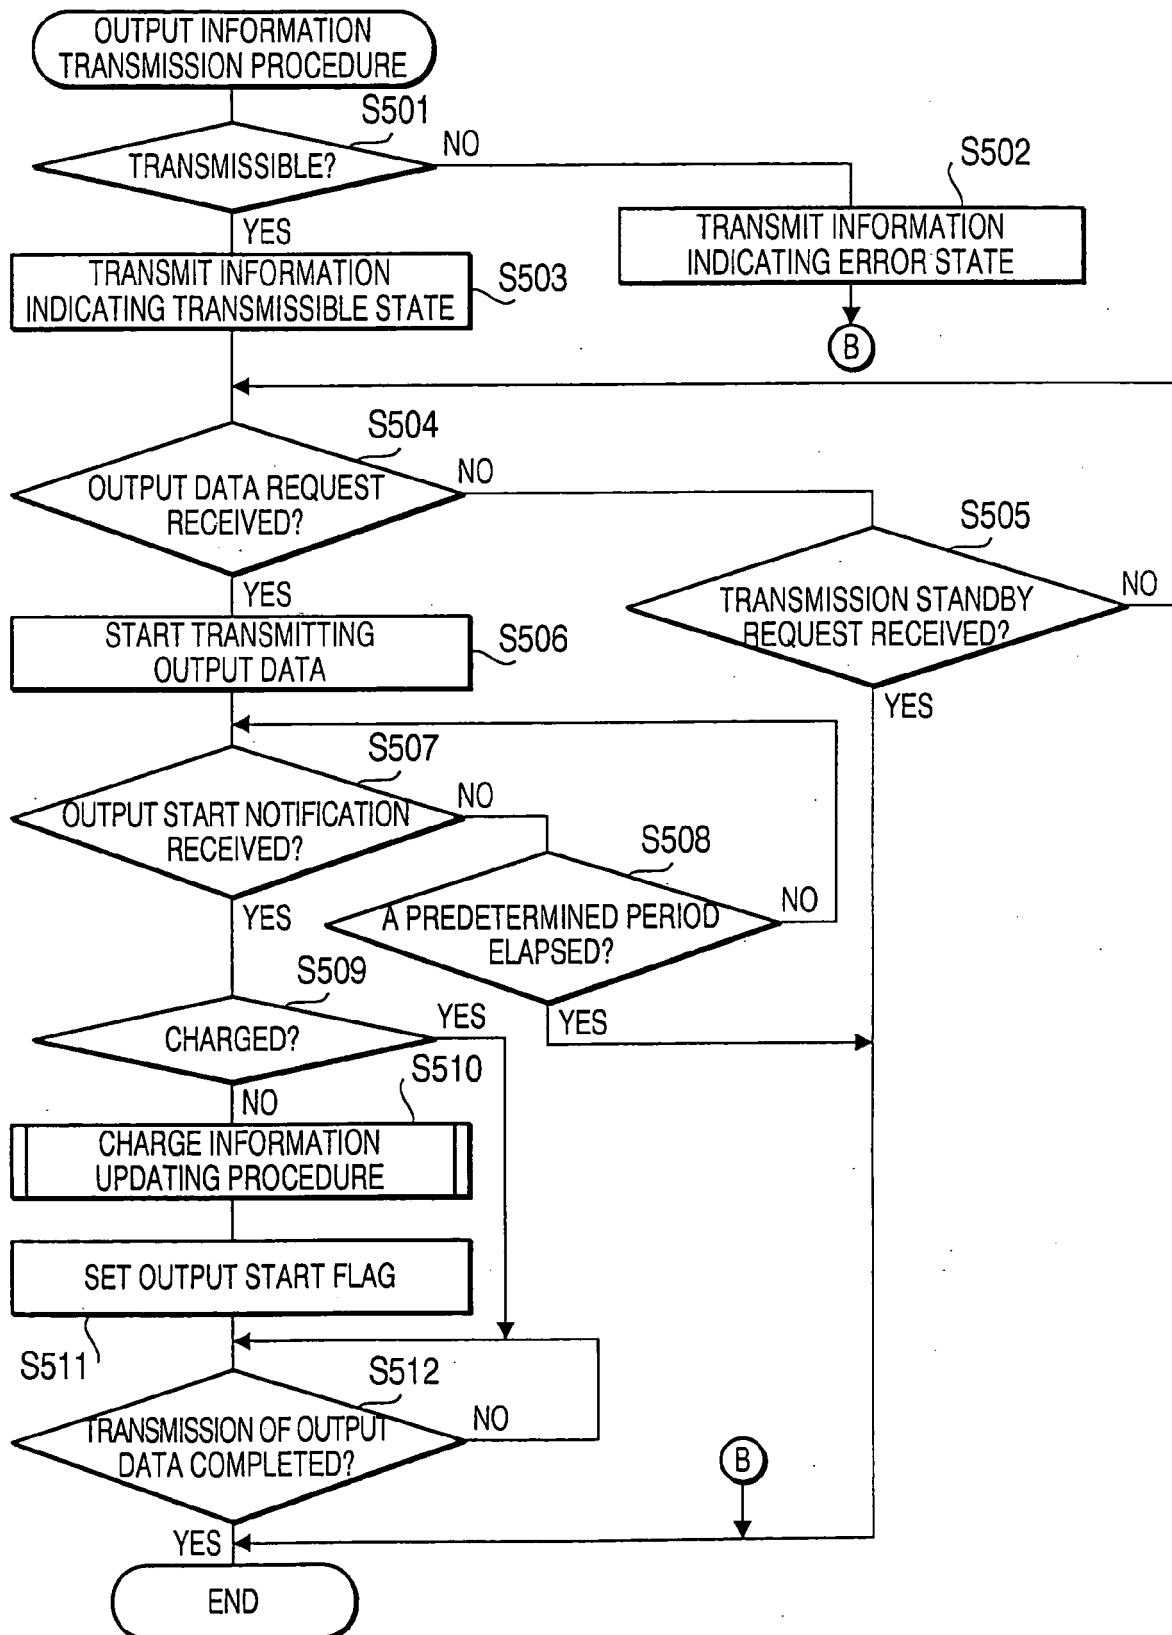 OUTPUT INFORMATION
TRANSMISSION PROCEDURE
S501
TRANSMISSIBLE?
NO
S502
TRANSMIT INFORMATION
INDICATING ERROR STATE
YES
TRANSMIT INFORMATION
INDICATING TRANSMISSIBLE STATE
S503
B
S504
OUTPUT DATA REQUEST
RECEIVED?
NO
S505
TRANSMISSION STANDBY
REQUEST RECEIVED?
NO
YES
YES
START TRANSMITTING
OUTPUT DATA
S506
S507
OUTPUT START NOTIFICATION
RECEIVED?
NO
S508
A PREDETERMINED PERIOD
ELAPSED?
NO
YES
YES
S509
CHARGED?
YES
NO
S510
CHARGE INFORMATION
UPDATING PROCEDURE
SET OUTPUT START FLAG
S511
S512
TRANSMISSION OF OUTPUT
DATA COMPLETED?
NO
B
YES
END